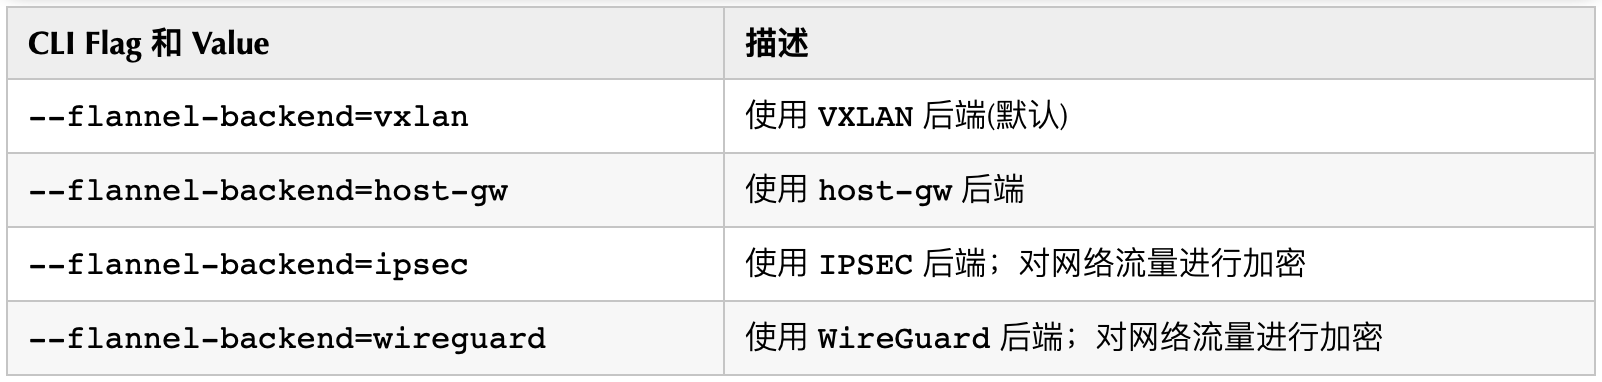 CLI Flag 和 Value 描述
--flannel-backend=vxlan 使用 VXLAN 后端(默认)
--flannel-backend=host-gw 使用 host-gw 后端
--flannel-backend=ipsec 使用 IPSEC 后端；对网络流量进行加密
--flannel-backend=wireguard 使用 WireGuard 后端；对网络流量进行加密